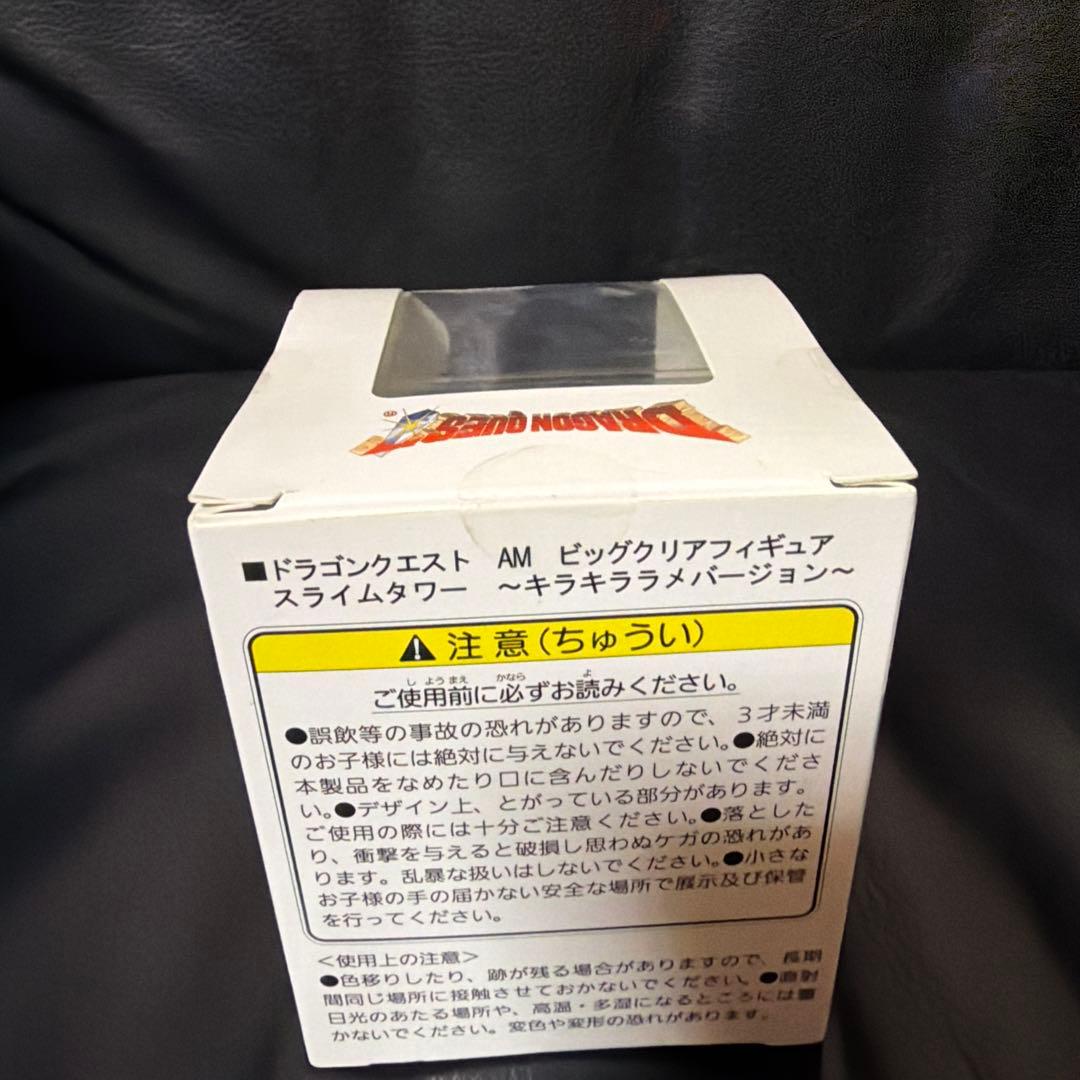 DRAGON QUEST
■ドラゴンクエスト　AM　ビッグクリアフィギュア
スライムタワー　～キラキララメバージョン～
注意(ちゅうい)
ご使用前に必ずお読みください。
●誤飲等の事故の恐れがありますので、３才未満
のお子様には絶対に与えないでください。●絶対に
本製品をなめたり口に含んだりしないでくださ
い。●デザイン上、とがっている部分があります。
ご使用の際には十分ご注意ください。●落とした
り、衝撃を与えると破損し思わぬケガの恐れがあ
ります。乱暴な扱いはしないでください。●小さな
お子様の手の届かない安全な場所で展示及び保管
を行ってください。
＜使用上の注意＞
●色移りしたり、跡が残る場合がありますので、長期
間同じ場所に接触させておかないでください。●直射
日光のあたる場所や、高温・多湿になるところには
かないでください。変色や変形の恐れがあります。